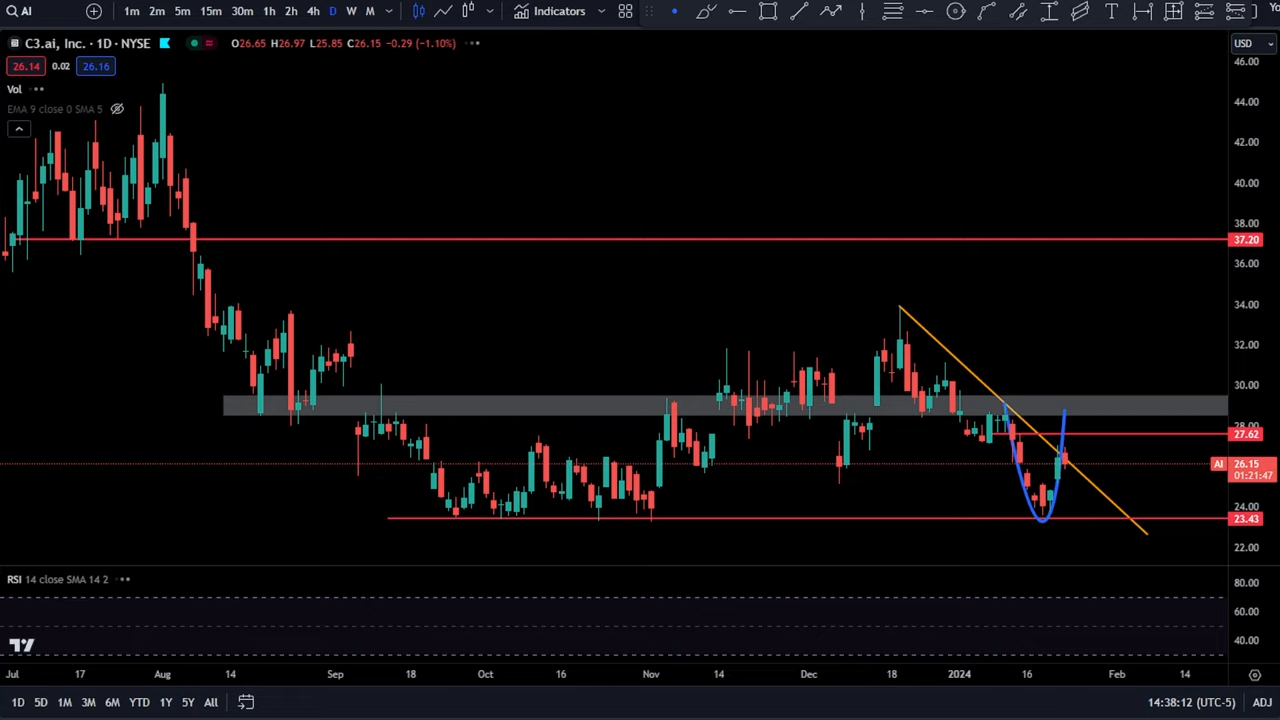 AI 1m 2m 5m 15m 30m 1h 2h 4h D W M Indicators
C3.ai, Inc. · 1D · NYSE O26.65 H26.97 L25.85 C26.15 −0.29 (−1.10%)
26.14 0.02 26.16
Vol
EMA 9 close 0 SMA 5
USD
46.00
44.00
42.00
40.00
38.00
37.20
36.00
34.00
32.00
30.00
28.00
27.62
AI 26.15
01:21:47
24.00
23.43
22.00
RSI 14 close SMA 14 2
80.00
60.00
40.00
Jul 17 Aug 14 Sep 18 Oct 16 Nov 14 Dec 18 2024 16 Feb 14
1D 5D 1M 3M 6M YTD 1Y 5Y All 14:38:12 (UTC-5) ADJ